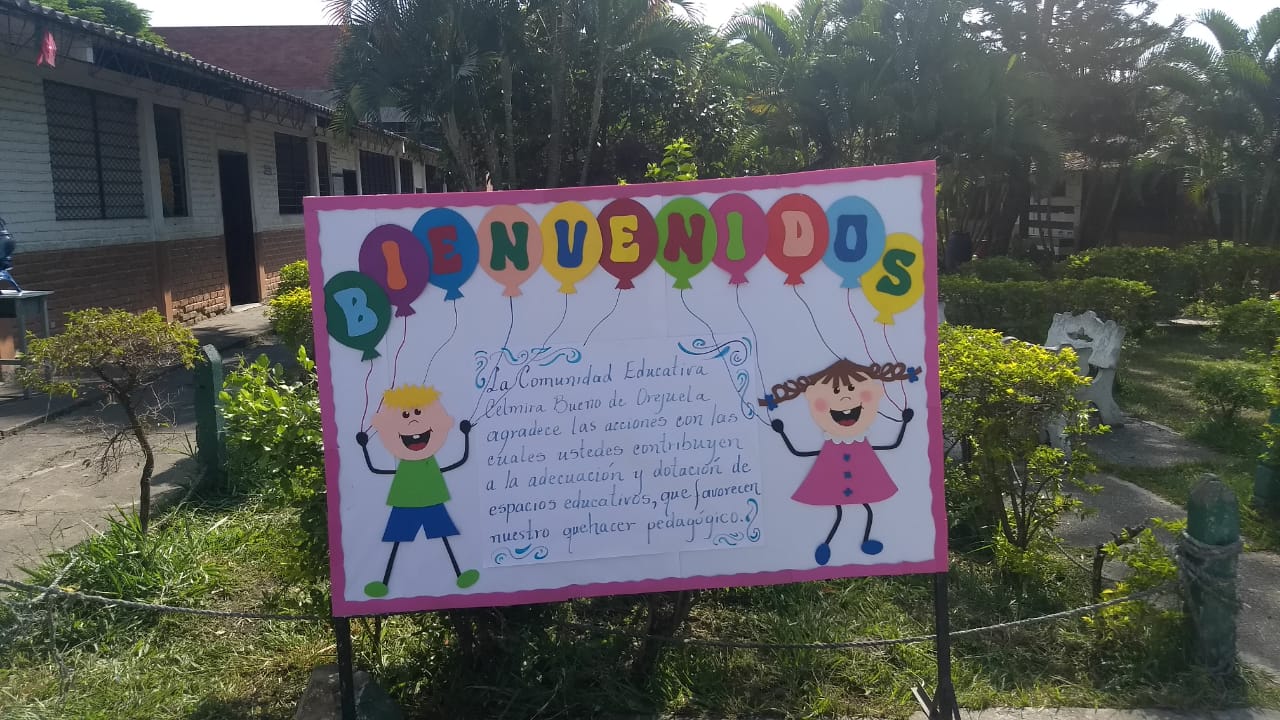 BIENVENIDOS
La Comunidad Educativa
Celmira Bueno de Orejuela
agradece las acciones con las
cuales ustedes contribuyen
a la adecuación y dotación de
espacios educativos, que favorecen
nuestro quehacer pedagógico.